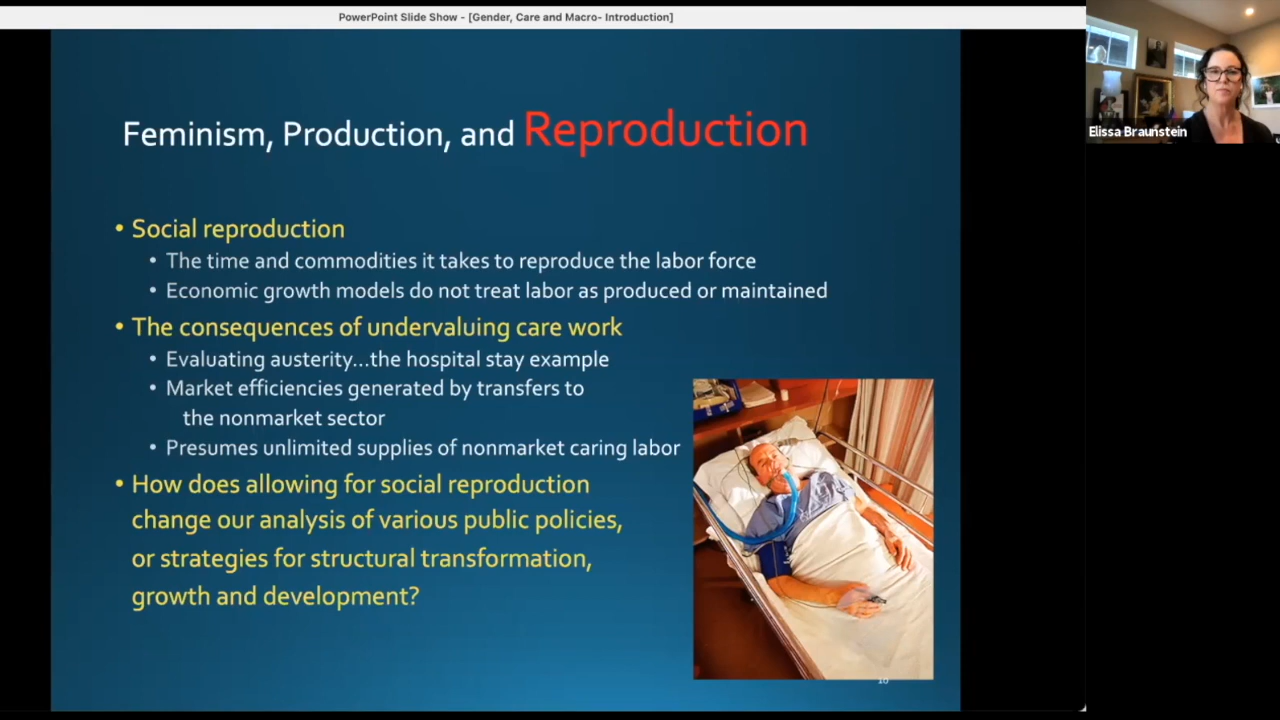 PowerPoint Slide Show - [Gender, Care and Macro- Introduction]
Feminism, Production, and Reproduction
• Social reproduction
• The time and commodities it takes to reproduce the labor force
• Economic growth models do not treat labor as produced or maintained
• The consequences of undervaluing care work
• Evaluating austerity...the hospital stay example
• Market efficiencies generated by transfers to
the nonmarket sector
• Presumes unlimited supplies of nonmarket caring labor
• How does allowing for social reproduction
change our analysis of various public policies,
or strategies for structural transformation,
growth and development?
10
Elissa Braunstein